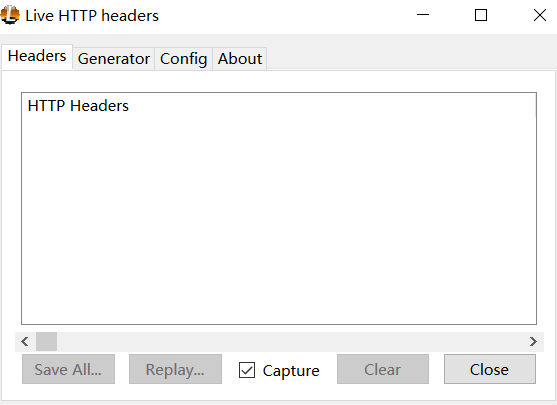 Live HTTP headers
Headers Generator Config About
HTTP Headers
Save All... Replay... Capture Clear Close